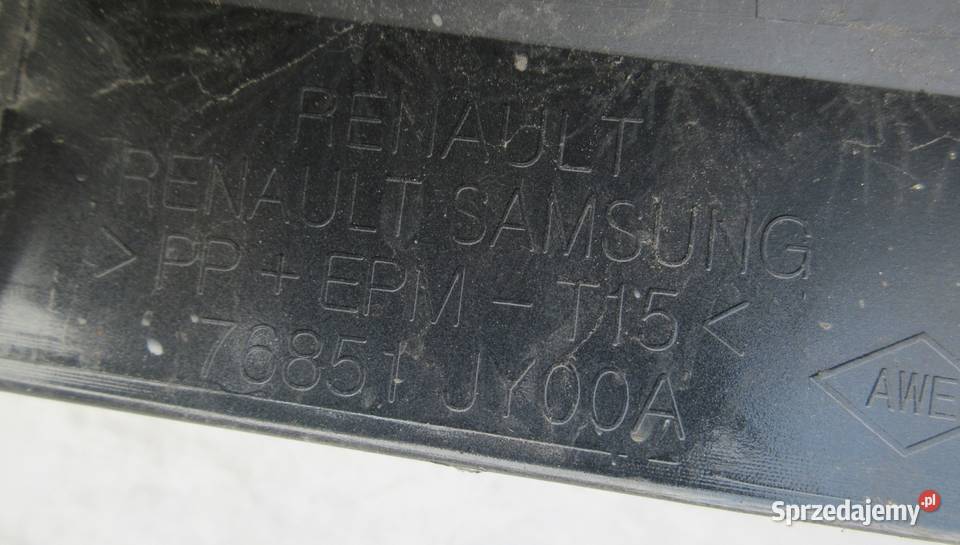 RENAULT
RENAULT SAMSUNG
>PP + EPM - T15<
76851 JY00A
AWE
Sprzedajemy.pl